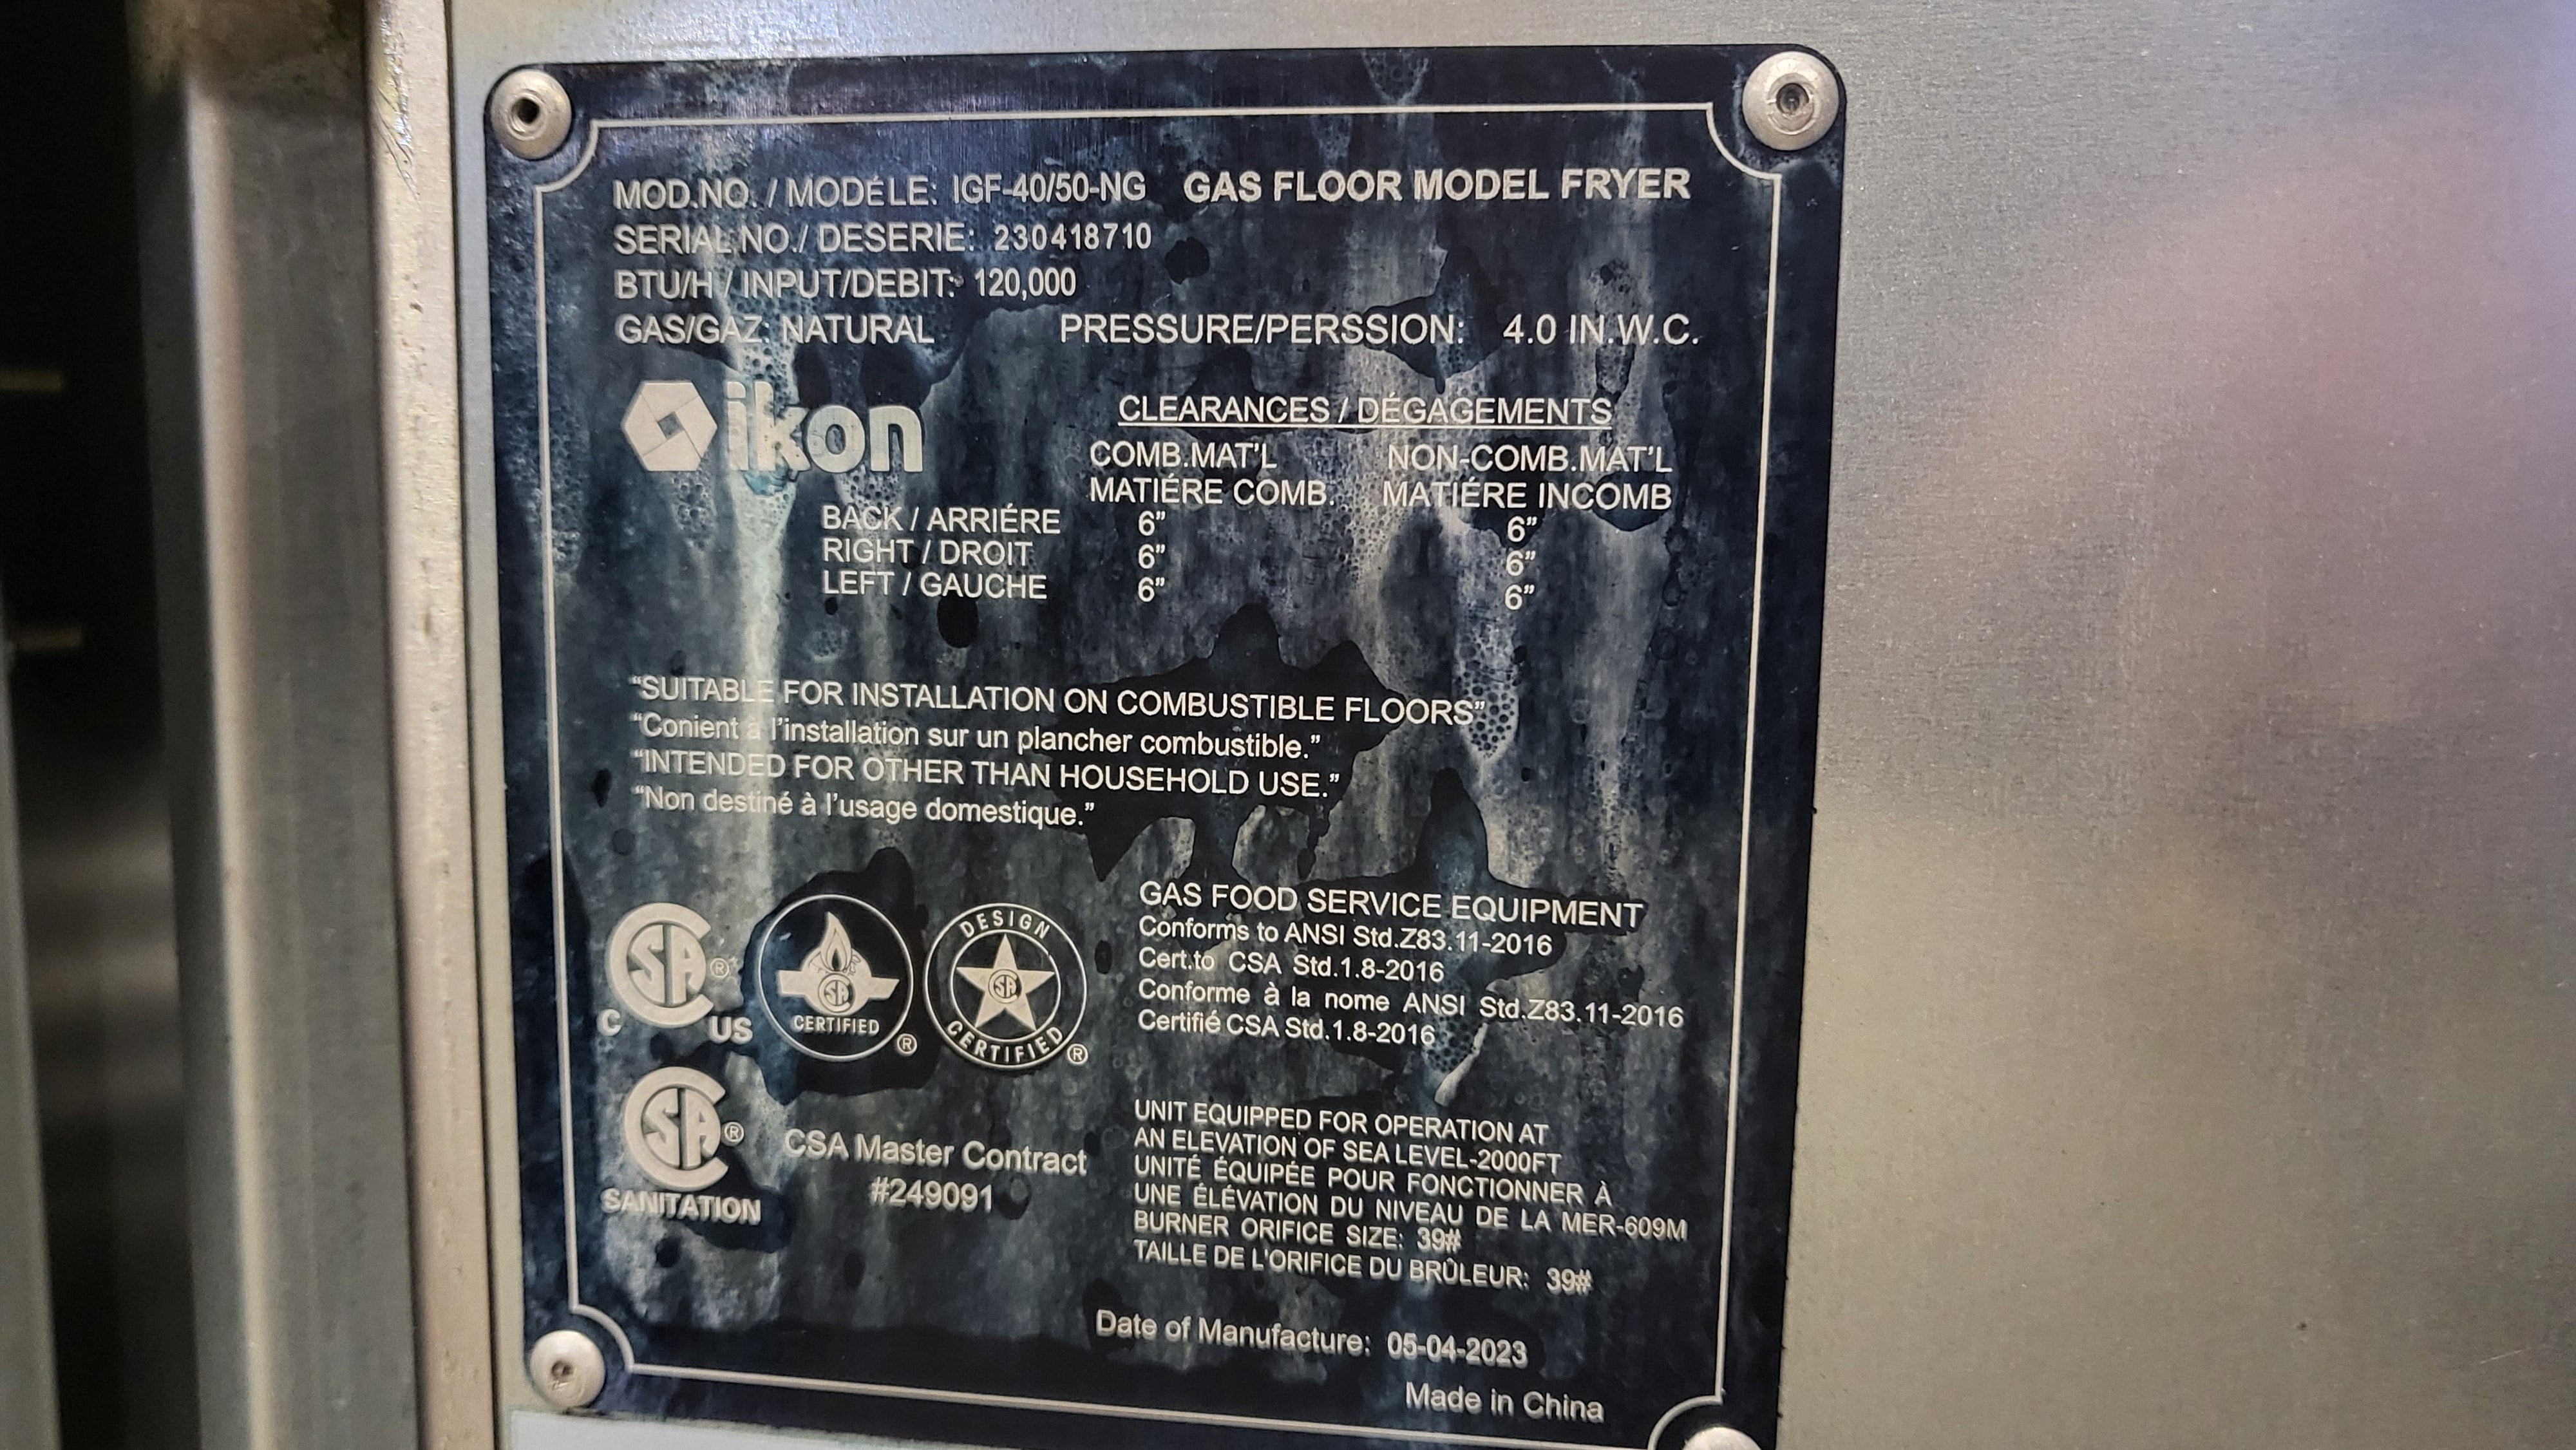 MOD.NO. / MODÉLE: IGF-40/50-NG GAS FLOOR MODEL FRYER
SERIAL NO./ DESERIE: 230418710
BTU/H / INPUT/DEBIT: 120,000
GAS/GAZ: NATURAL PRESSURE/PERSSION: 4.0 IN.W.C.
ikon
CLEARANCES / DÉGAGEMENTS
COMB.MAT'L NON-COMB.MAT'L
MATIÉRE COMB. MATIÉRE INCOMB
BACK / ARRIÉRE 6” 6”
RIGHT / DROIT 6” 6”
LEFT / GAUCHE 6” 6”
“SUITABLE FOR INSTALLATION ON COMBUSTIBLE FLOORS”
“Conient à l’installation sur un plancher combustible.”
“INTENDED FOR OTHER THAN HOUSEHOLD USE.”
“Non destiné à l’usage domestique.”
CSA ® C US
SA CERTIFIED ®
DESIGN SA CERTIFIED ®
GAS FOOD SERVICE EQUIPMENT
Conforms to ANSI Std.Z83.11-2016
Cert.to CSA Std.1.8-2016
Conforme à la nome ANSI Std.Z83.11-2016
Certifié CSA Std.1.8-2016
CSA ®
SANITATION
CSA Master Contract
#249091
UNIT EQUIPPED FOR OPERATION AT
AN ELEVATION OF SEA LEVEL-2000FT
UNITÉ ÉQUIPÉE POUR FONCTIONNER À
UNE ÉLÉVATION DU NIVEAU DE LA MER-609M
BURNER ORIFICE SIZE: 39#
TAILLE DE L'ORIFICE DU BRÛLEUR: 39#
Date of Manufacture: 05-04-2023
Made in China